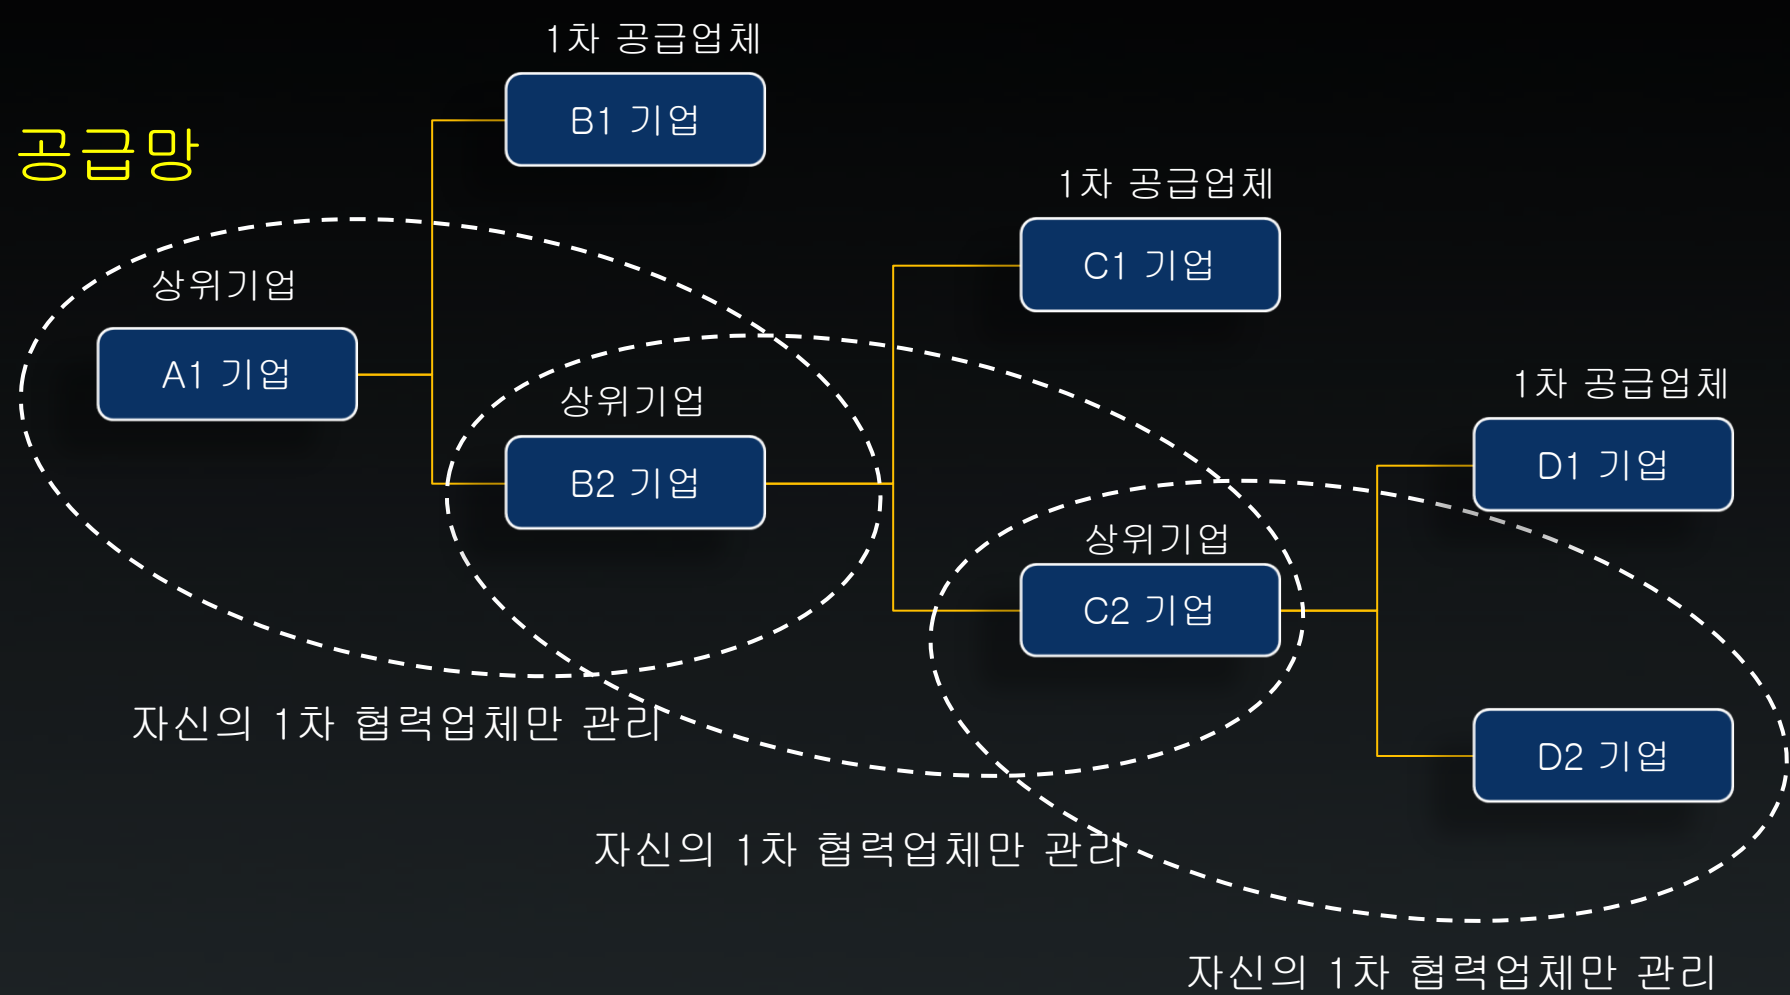 1차 공급업체
B1 기업
공급망
1차 공급업체
C1 기업
상위기업
A1 기업
상위기업
B2 기업
1차 공급업체
D1 기업
상위기업
C2 기업
자신의 1차 협력업체만 관리
D2 기업
자신의 1차 협력업체만 관리
자신의 1차 협력업체만 관리